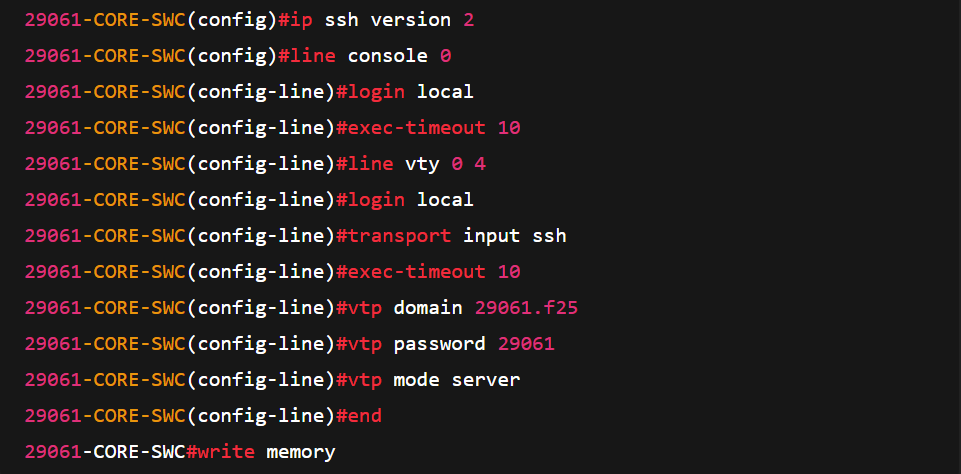 29061-CORE-SWC(config)#ip ssh version 2
29061-CORE-SWC(config)#line console 0
29061-CORE-SWC(config-line)#login local
29061-CORE-SWC(config-line)#exec-timeout 10
29061-CORE-SWC(config-line)#line vty 0 4
29061-CORE-SWC(config-line)#login local
29061-CORE-SWC(config-line)#transport input ssh
29061-CORE-SWC(config-line)#exec-timeout 10
29061-CORE-SWC(config-line)#vtp domain 29061.f25
29061-CORE-SWC(config-line)#vtp password 29061
29061-CORE-SWC(config-line)#vtp mode server
29061-CORE-SWC(config-line)#end
29061-CORE-SWC#write memory